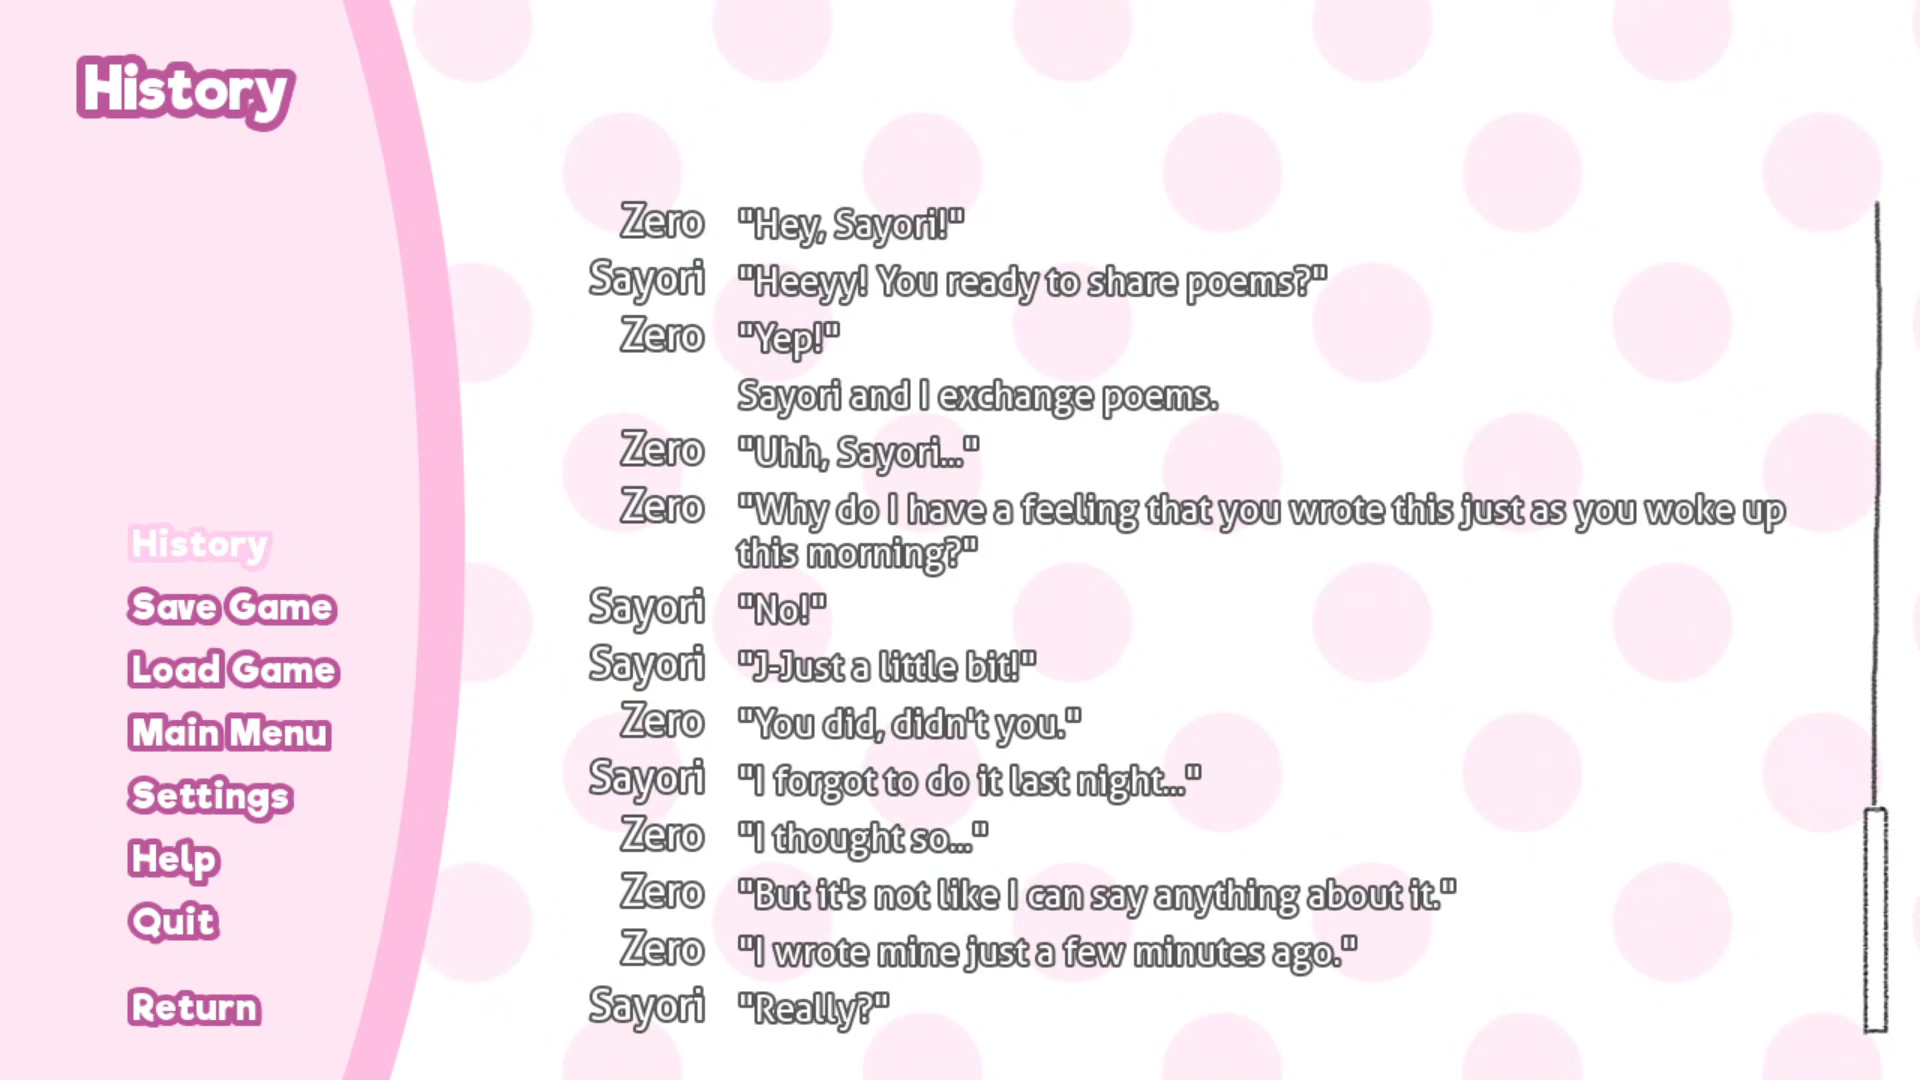 History
Zero "Hey, Sayori!"
Sayori "Heeyy! You ready to share poems?"
Zero "Yep!"
Sayori and I exchange poems.
Zero "Uhh, Sayori..."
Zero "Why do I have a feeling that you wrote this just as you woke up
this morning?"
Sayori "No!"
Sayori "J-Just a little bit!"
Zero "You did, didn't you."
Sayori "I forgot to do it last night..."
Zero "I thought so..."
Zero "But it's not like I can say anything about it."
Zero "I wrote mine just a few minutes ago."
Sayori "Really?"
History
Save Game
Load Game
Main Menu
Settings
Help
Quit
Return